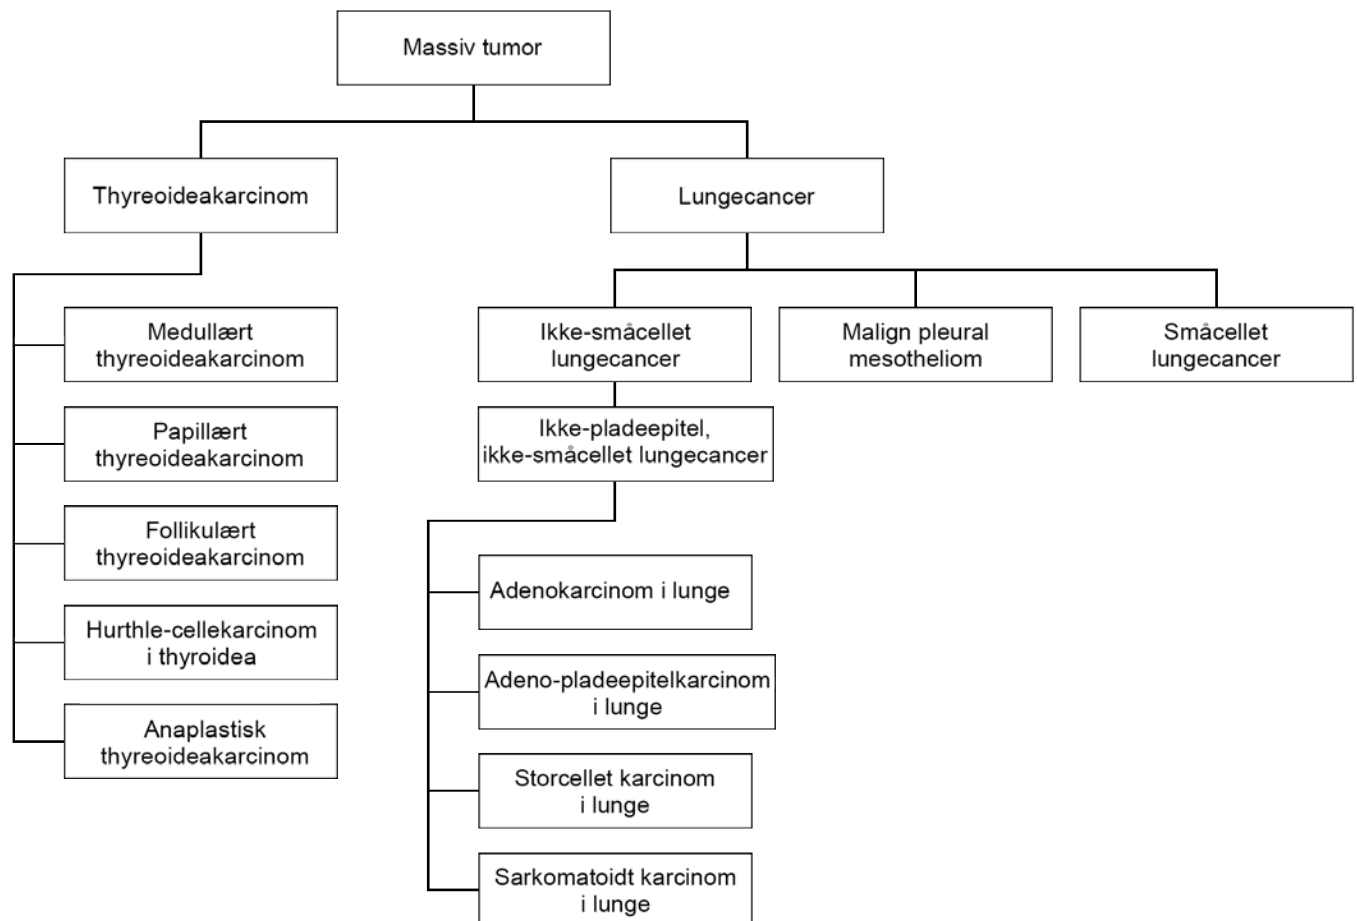 Massiv tumor
Thyreoideakarcinom
Lungecancer
Medullært
thyreoideakarcinom
Papillært
thyreoideakarcinom
Follikulært
thyreoideakarcinom
Hurthle-cellekarcinom
i thyroidea
Anaplastisk
thyreoideakarcinom
Ikke-småcellet
lungecancer
Malign pleural
mesotheliom
Småcellet
lungecancer
Ikke-pladeepitel,
ikke-småcellet lungecancer
Adenokarcinom i lunge
Adeno-pladeepitelkarcinom
i lunge
Storcellet karcinom
i lunge
Sarkomatoidt karcinom
i lunge